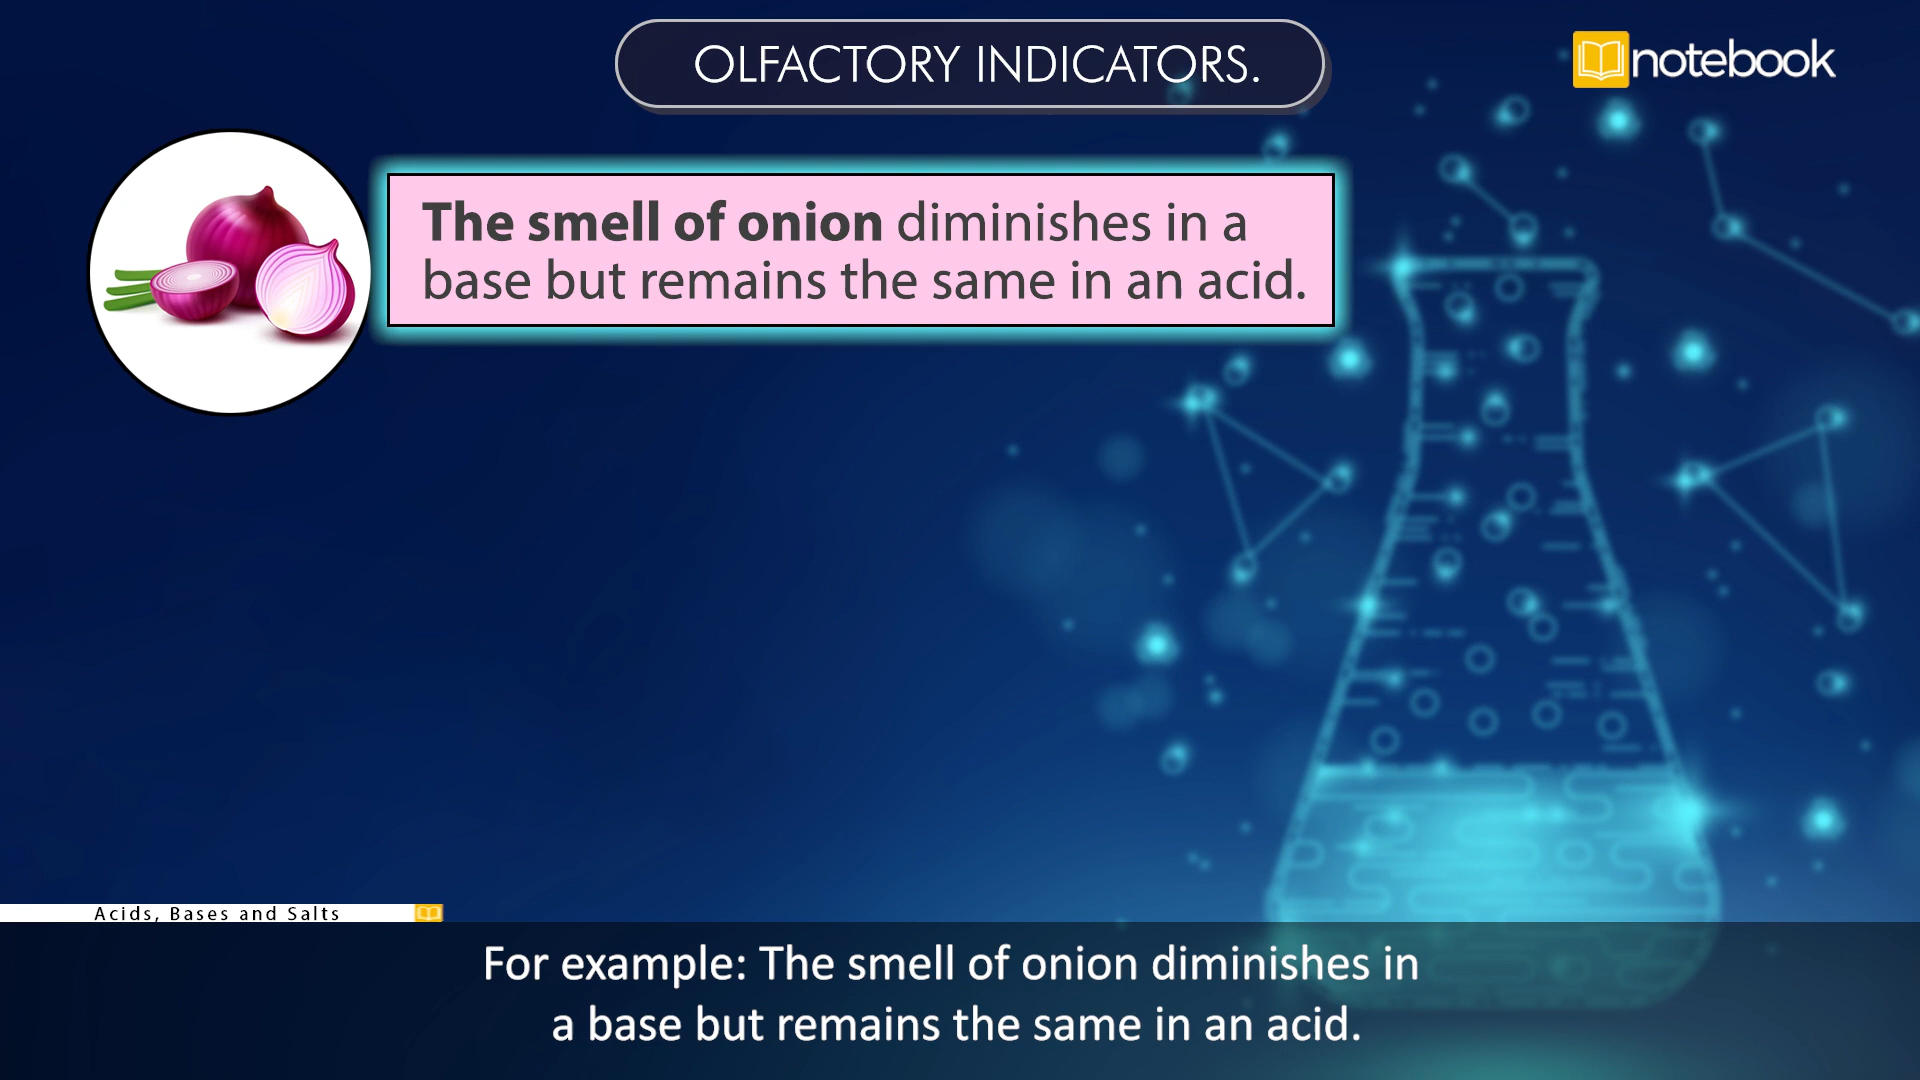 OLFACTORY INDICATORS.
notebook
The smell of onion diminishes in a
base but remains the same in an acid.
Acids, Bases and Salts
For example: The smell of onion diminishes in
a base but remains the same in an acid.